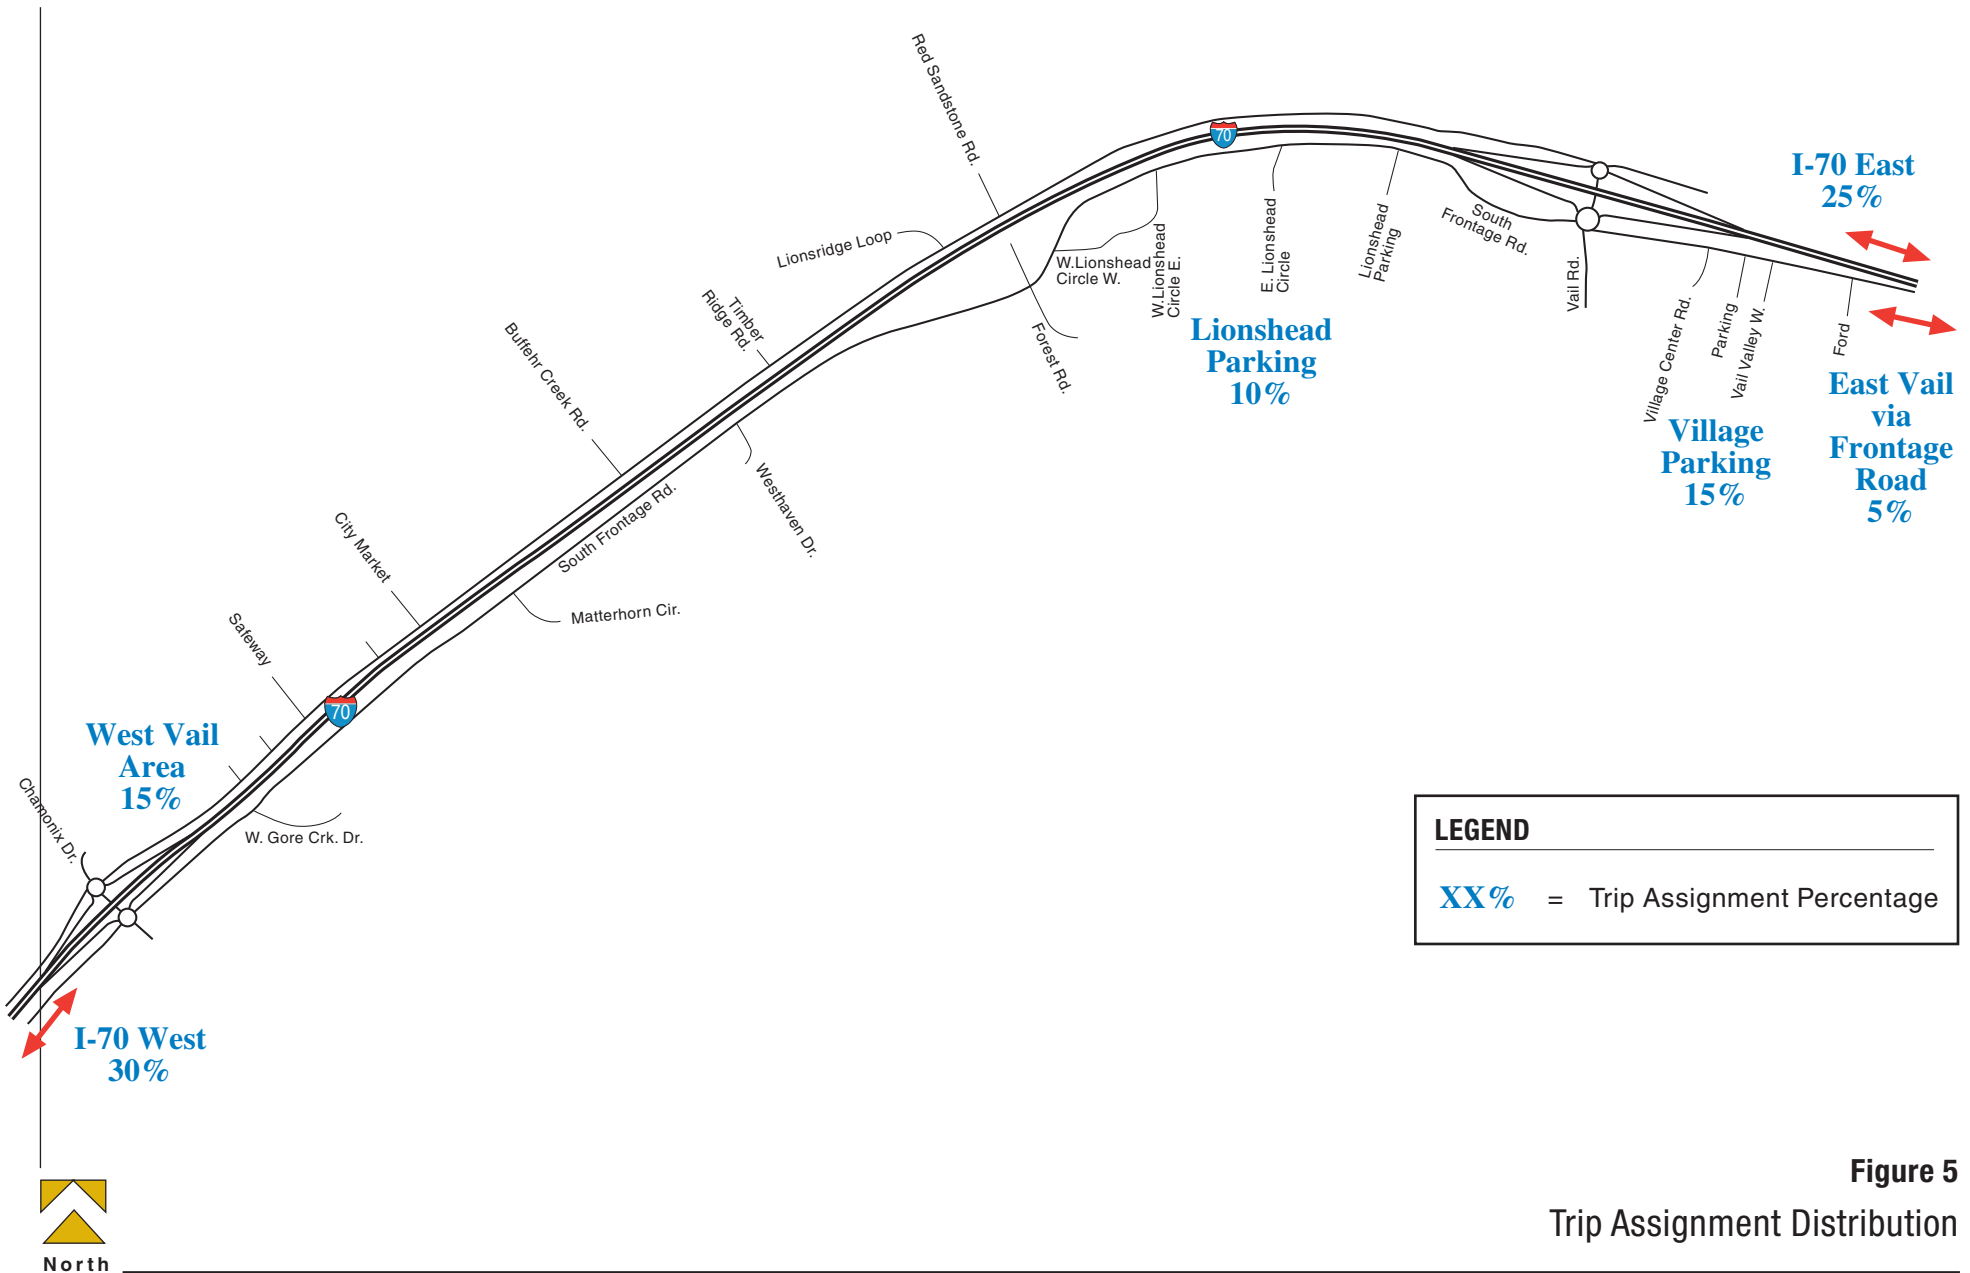 Red Sandstone Rd.
70
I-70 East
25%
Lionsridge Loop
W.Lionshead
Circle W.
W.Lionshead
Circle E.
E. Lionshead
Circle
Lionshead
Parking
South
Frontage Rd.
Vail Rd.
Village Center Rd.
Parking
Vail Valley W.
Ford
Timber
Ridge Rd.
Buffehr Creek Rd.
Forest Rd.
Lionshead
Parking
10%
East Vail
via
Frontage
Road
5%
Village
Parking
15%
Westhaven Dr.
South Frontage Rd.
City Market
Matterhorn Cir.
Safeway
70
West Vail
Area
15%
Chamonix Dr.
W. Gore Crk. Dr.
LEGEND
XX% = Trip Assignment Percentage
I-70 West
30%
Figure 5
Trip Assignment Distribution
North